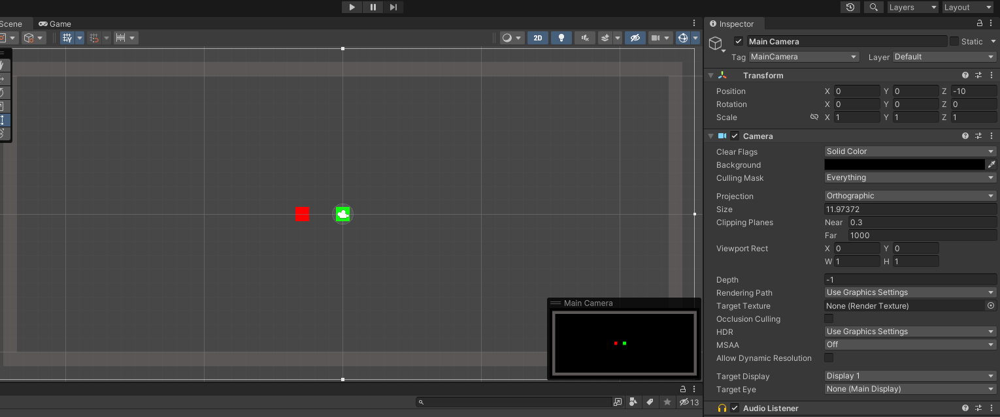 Layers
Layout
Scene
Game
2D
Inspector
Main Camera
Static
Tag
MainCamera
Layer
Default
Transform
Position X 0 Y 0 Z -10
Rotation X 0 Y 0 Z 0
Scale X 1 Y 1 Z 1
Camera
Clear Flags Solid Color
Background
Culling Mask Everything
Projection Orthographic
Size 11.97372
Clipping Planes Near 0.3
Far 1000
Viewport Rect X 0 Y 0
W 1 H 1
Depth -1
Rendering Path Use Graphics Settings
Target Texture None (Render Texture)
Occlusion Culling
HDR Use Graphics Settings
MSAA Off
Allow Dynamic Resolution
Target Display Display 1
Target Eye None (Main Display)
Audio Listener
Main Camera
13